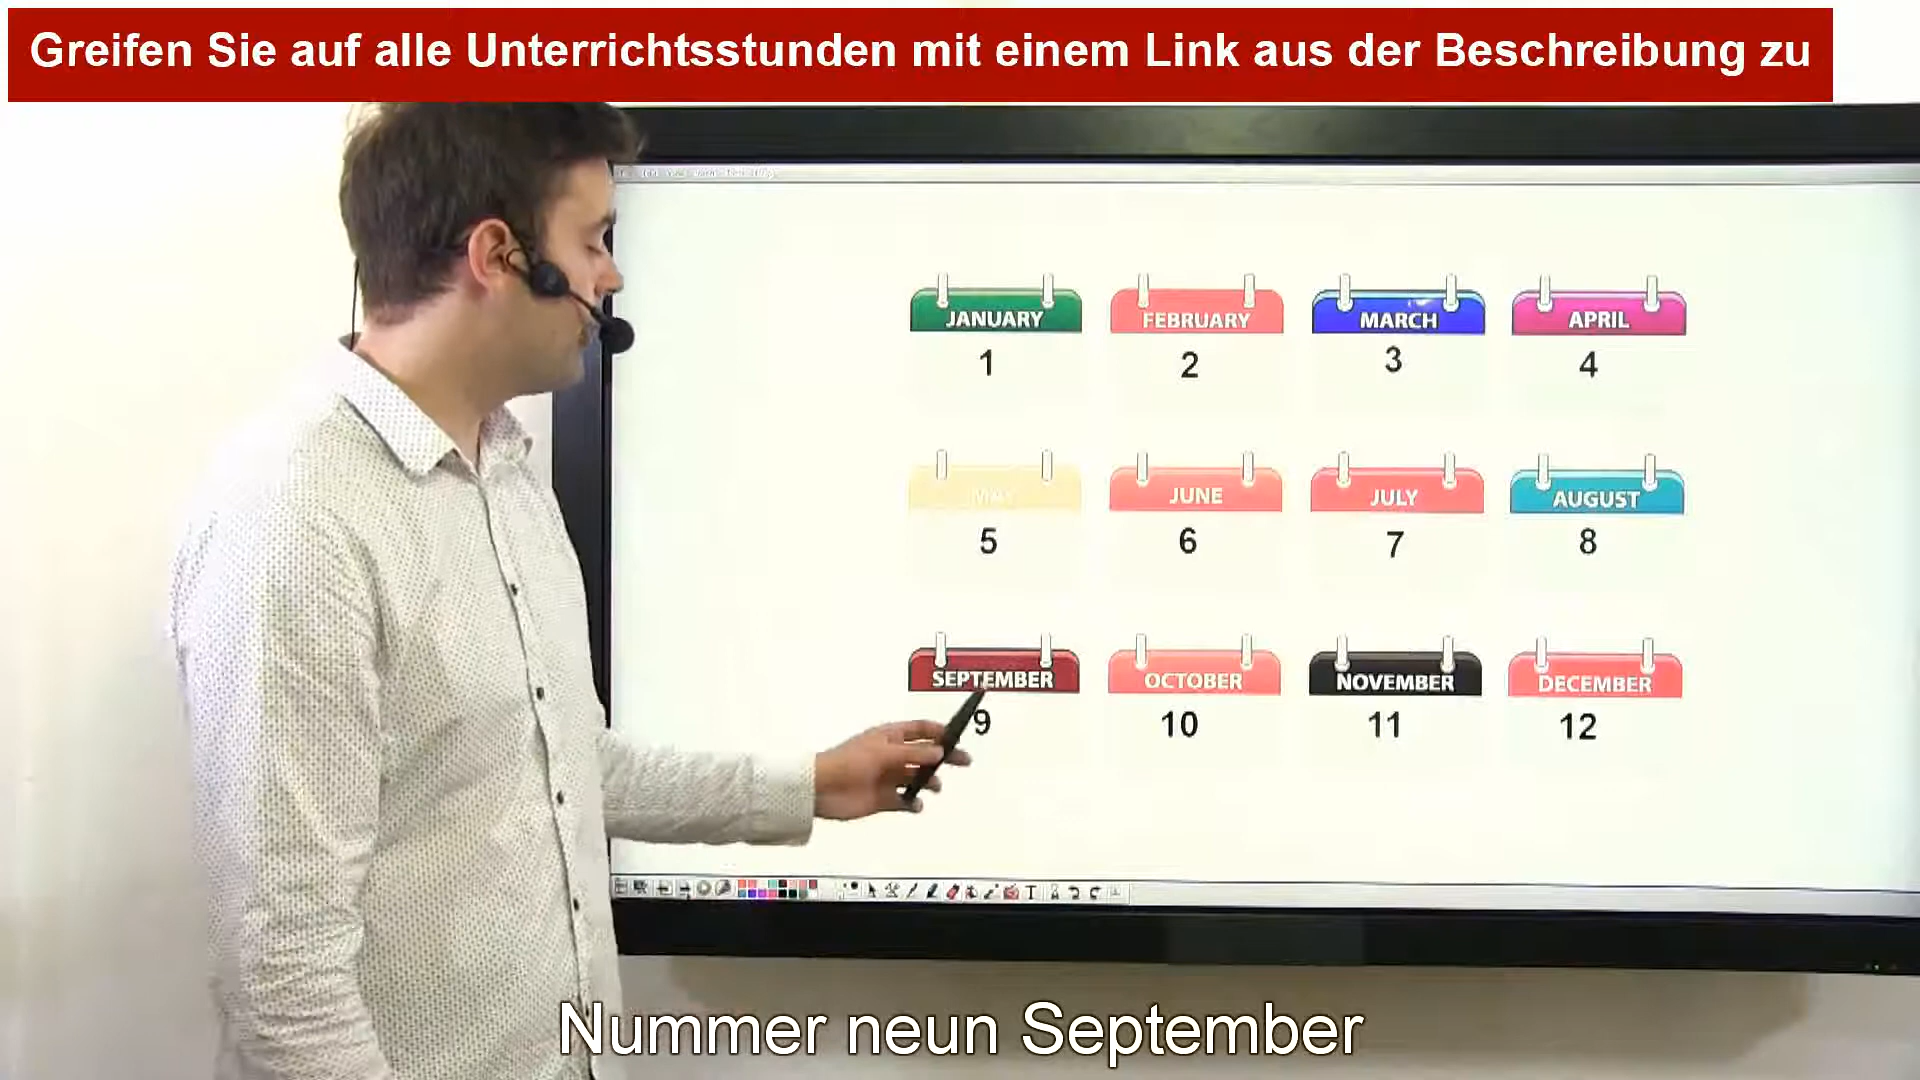 Greifen Sie auf alle Unterrichtsstunden mit einem Link aus der Beschreibung zu
JANUARY FEBRUARY MARCH APRIL
1 2 3 4
MAY JUNE JULY AUGUST
5 6 7 8
SEPTEMBER OCTOBER NOVEMBER DECEMBER
9 10 11 12
Nummer neun September